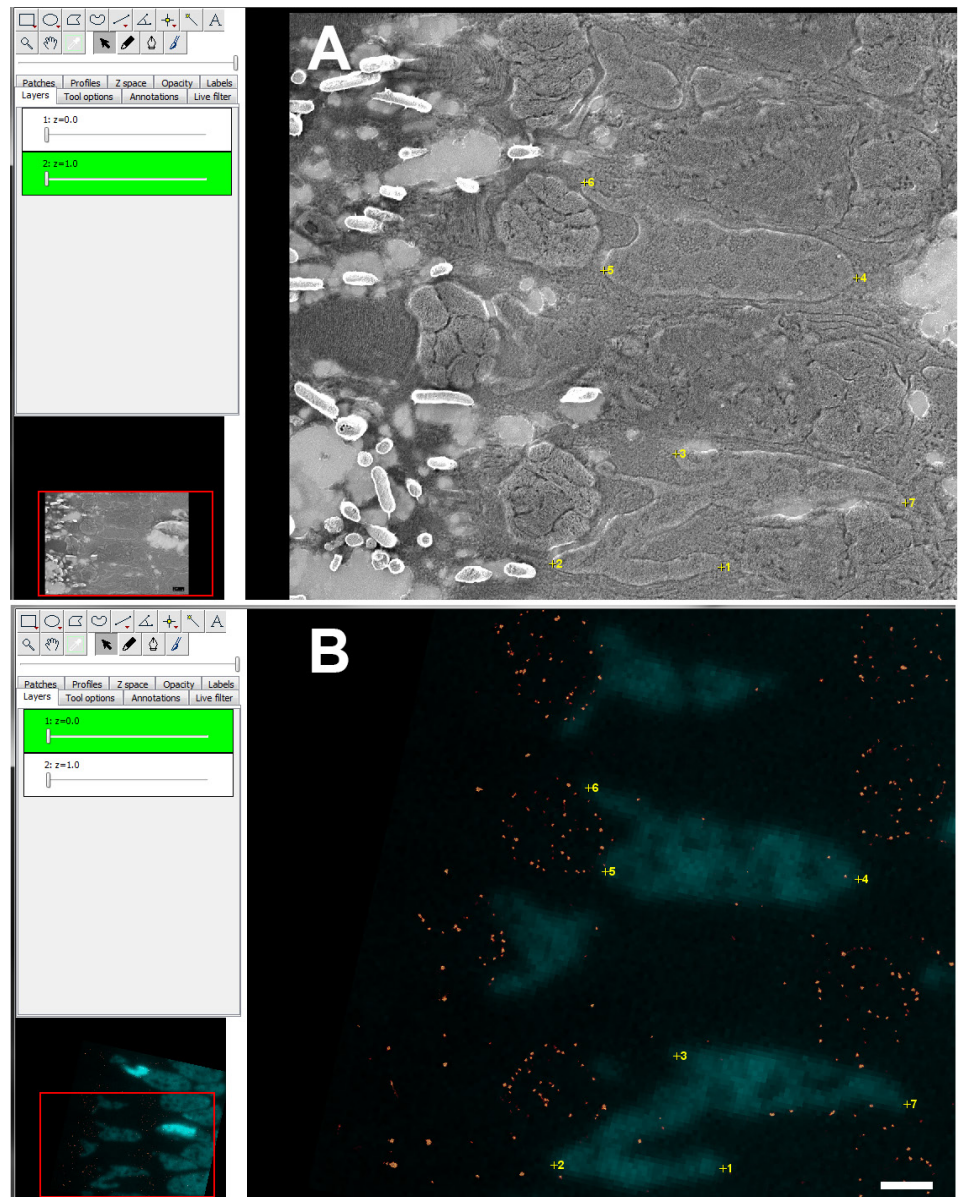 A
Patches Profiles Z space Opacity Labels
Layers Tool options Annotations Live filter
1: z=0.0
2: z=1.0
A
6
5
4
3
7
2
1
A
Patches Profiles Z space Opacity Labels
Layers Tool options Annotations Live filter
1: z=0.0
2: z=1.0
B
6
5
4
3
7
2
1